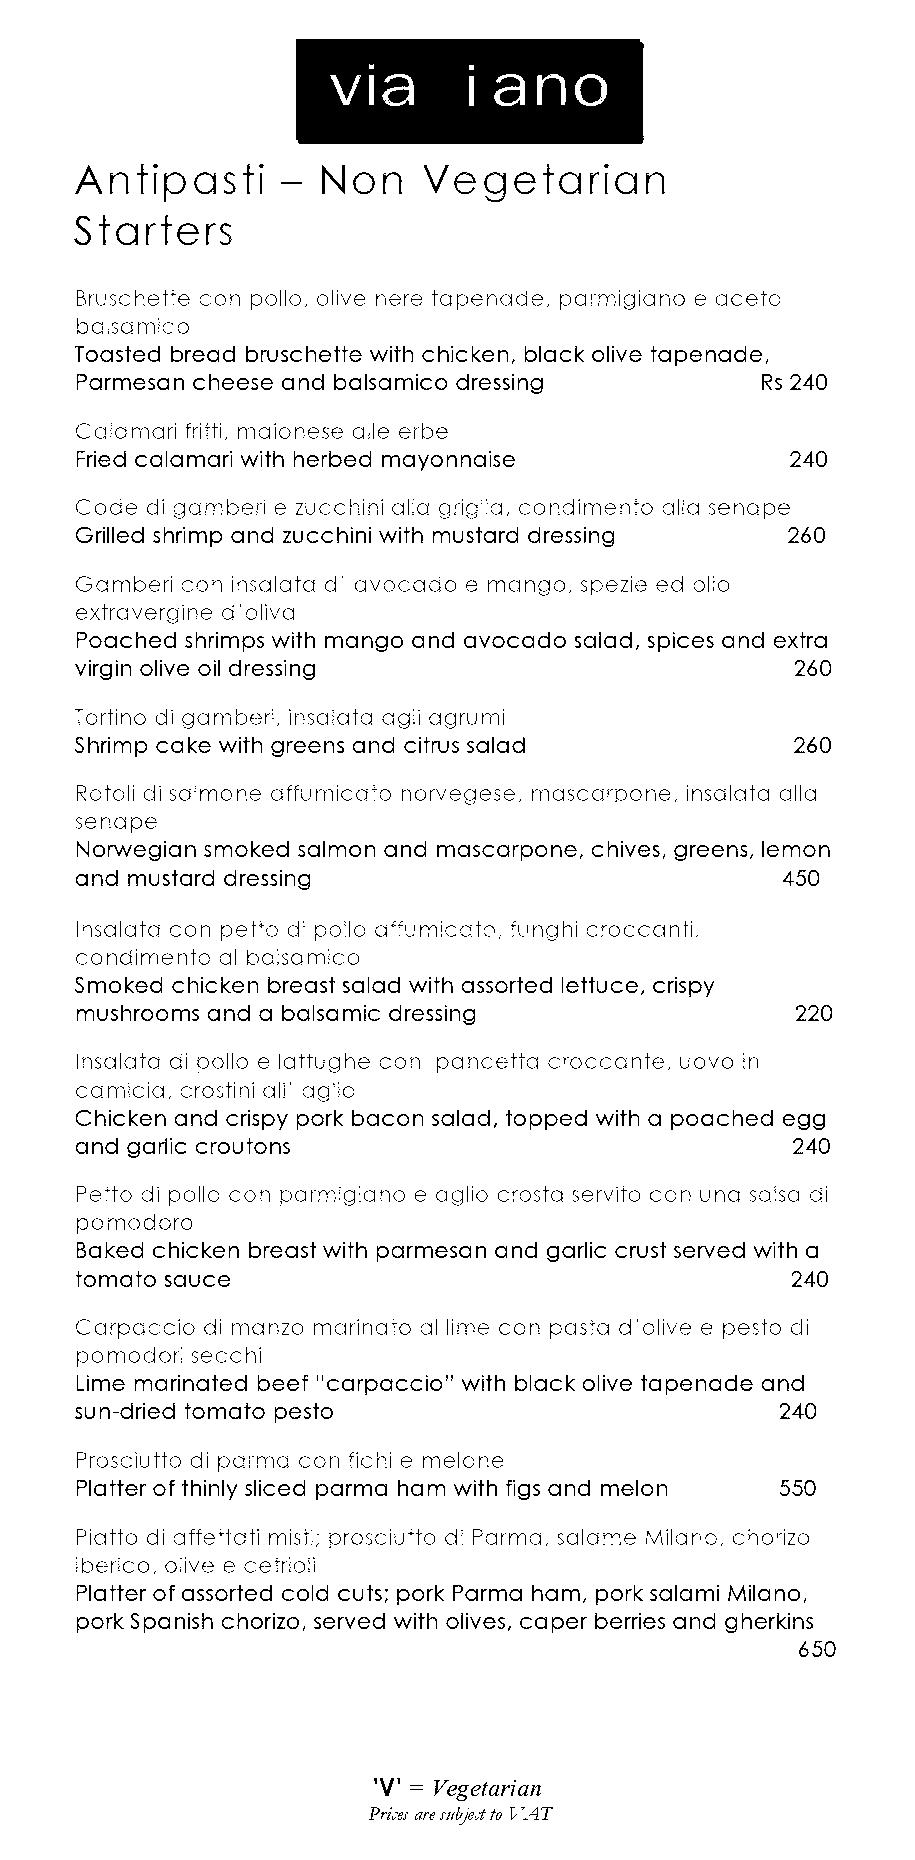 via i ano
Antipasti – Non Vegetarian
Starters
Bruschette con pollo, olive nere tapenade, parmigiano e aceto
balsamico
Toasted bread bruschette with chicken, black olive tapenade,
Parmesan cheese and balsamico dressing Rs 240
Calamari fritti, maionese alle erbe
Fried calamari with herbed mayonnaise 240
Code di gamberi e zucchini alla griglia, condimento alla senape
Grilled shrimp and zucchini with mustard dressing 260
Gamberi con insalata di avocado e mango, spezie ed olio
extravergine d'oliva
Poached shrimps with mango and avocado salad, spices and extra
virgin olive oil dressing 260
Tortino di gamberi, insalata agli agrumi
Shrimp cake with greens and citrus salad 260
Rotoli di salmone affumicato norvegese, mascarpone, insalata alla
senape
Norwegian smoked salmon and mascarpone, chives, greens, lemon
and mustard dressing 450
Insalata con petto di pollo affumicato, funghi croccanti,
condimento al balsamico
Smoked chicken breast salad with assorted lettuce, crispy
mushrooms and a balsamic dressing 220
Insalata di pollo e lattughe con pancetta croccante, uovo in
camicia, crostini all' aglio
Chicken and crispy pork bacon salad, topped with a poached egg
and garlic croutons 240
Petto di pollo con parmigiano e aglio crosta servito con una salsa di
pomodoro
Baked chicken breast with parmesan and garlic crust served with a
tomato sauce 240
Carpaccio di manzo marinato al lime con pasta d'olive e pesto di
pomodori secchi
Lime marinated beef "carpaccio" with black olive tapenade and
sun-dried tomato pesto 240
Prosciutto di parma con fichi e melone
Platter of thinly sliced parma ham with figs and melon 550
Piatto di affettati misti; prosciutto di Parma, salame Milano, chorizo
iberico, olive e cetrioli
Platter of assorted cold cuts; pork Parma ham, pork salami Milano,
pork Spanish chorizo, served with olives, caper berries and gherkins
650
'V' = Vegetarian
Prices are subject to VAT